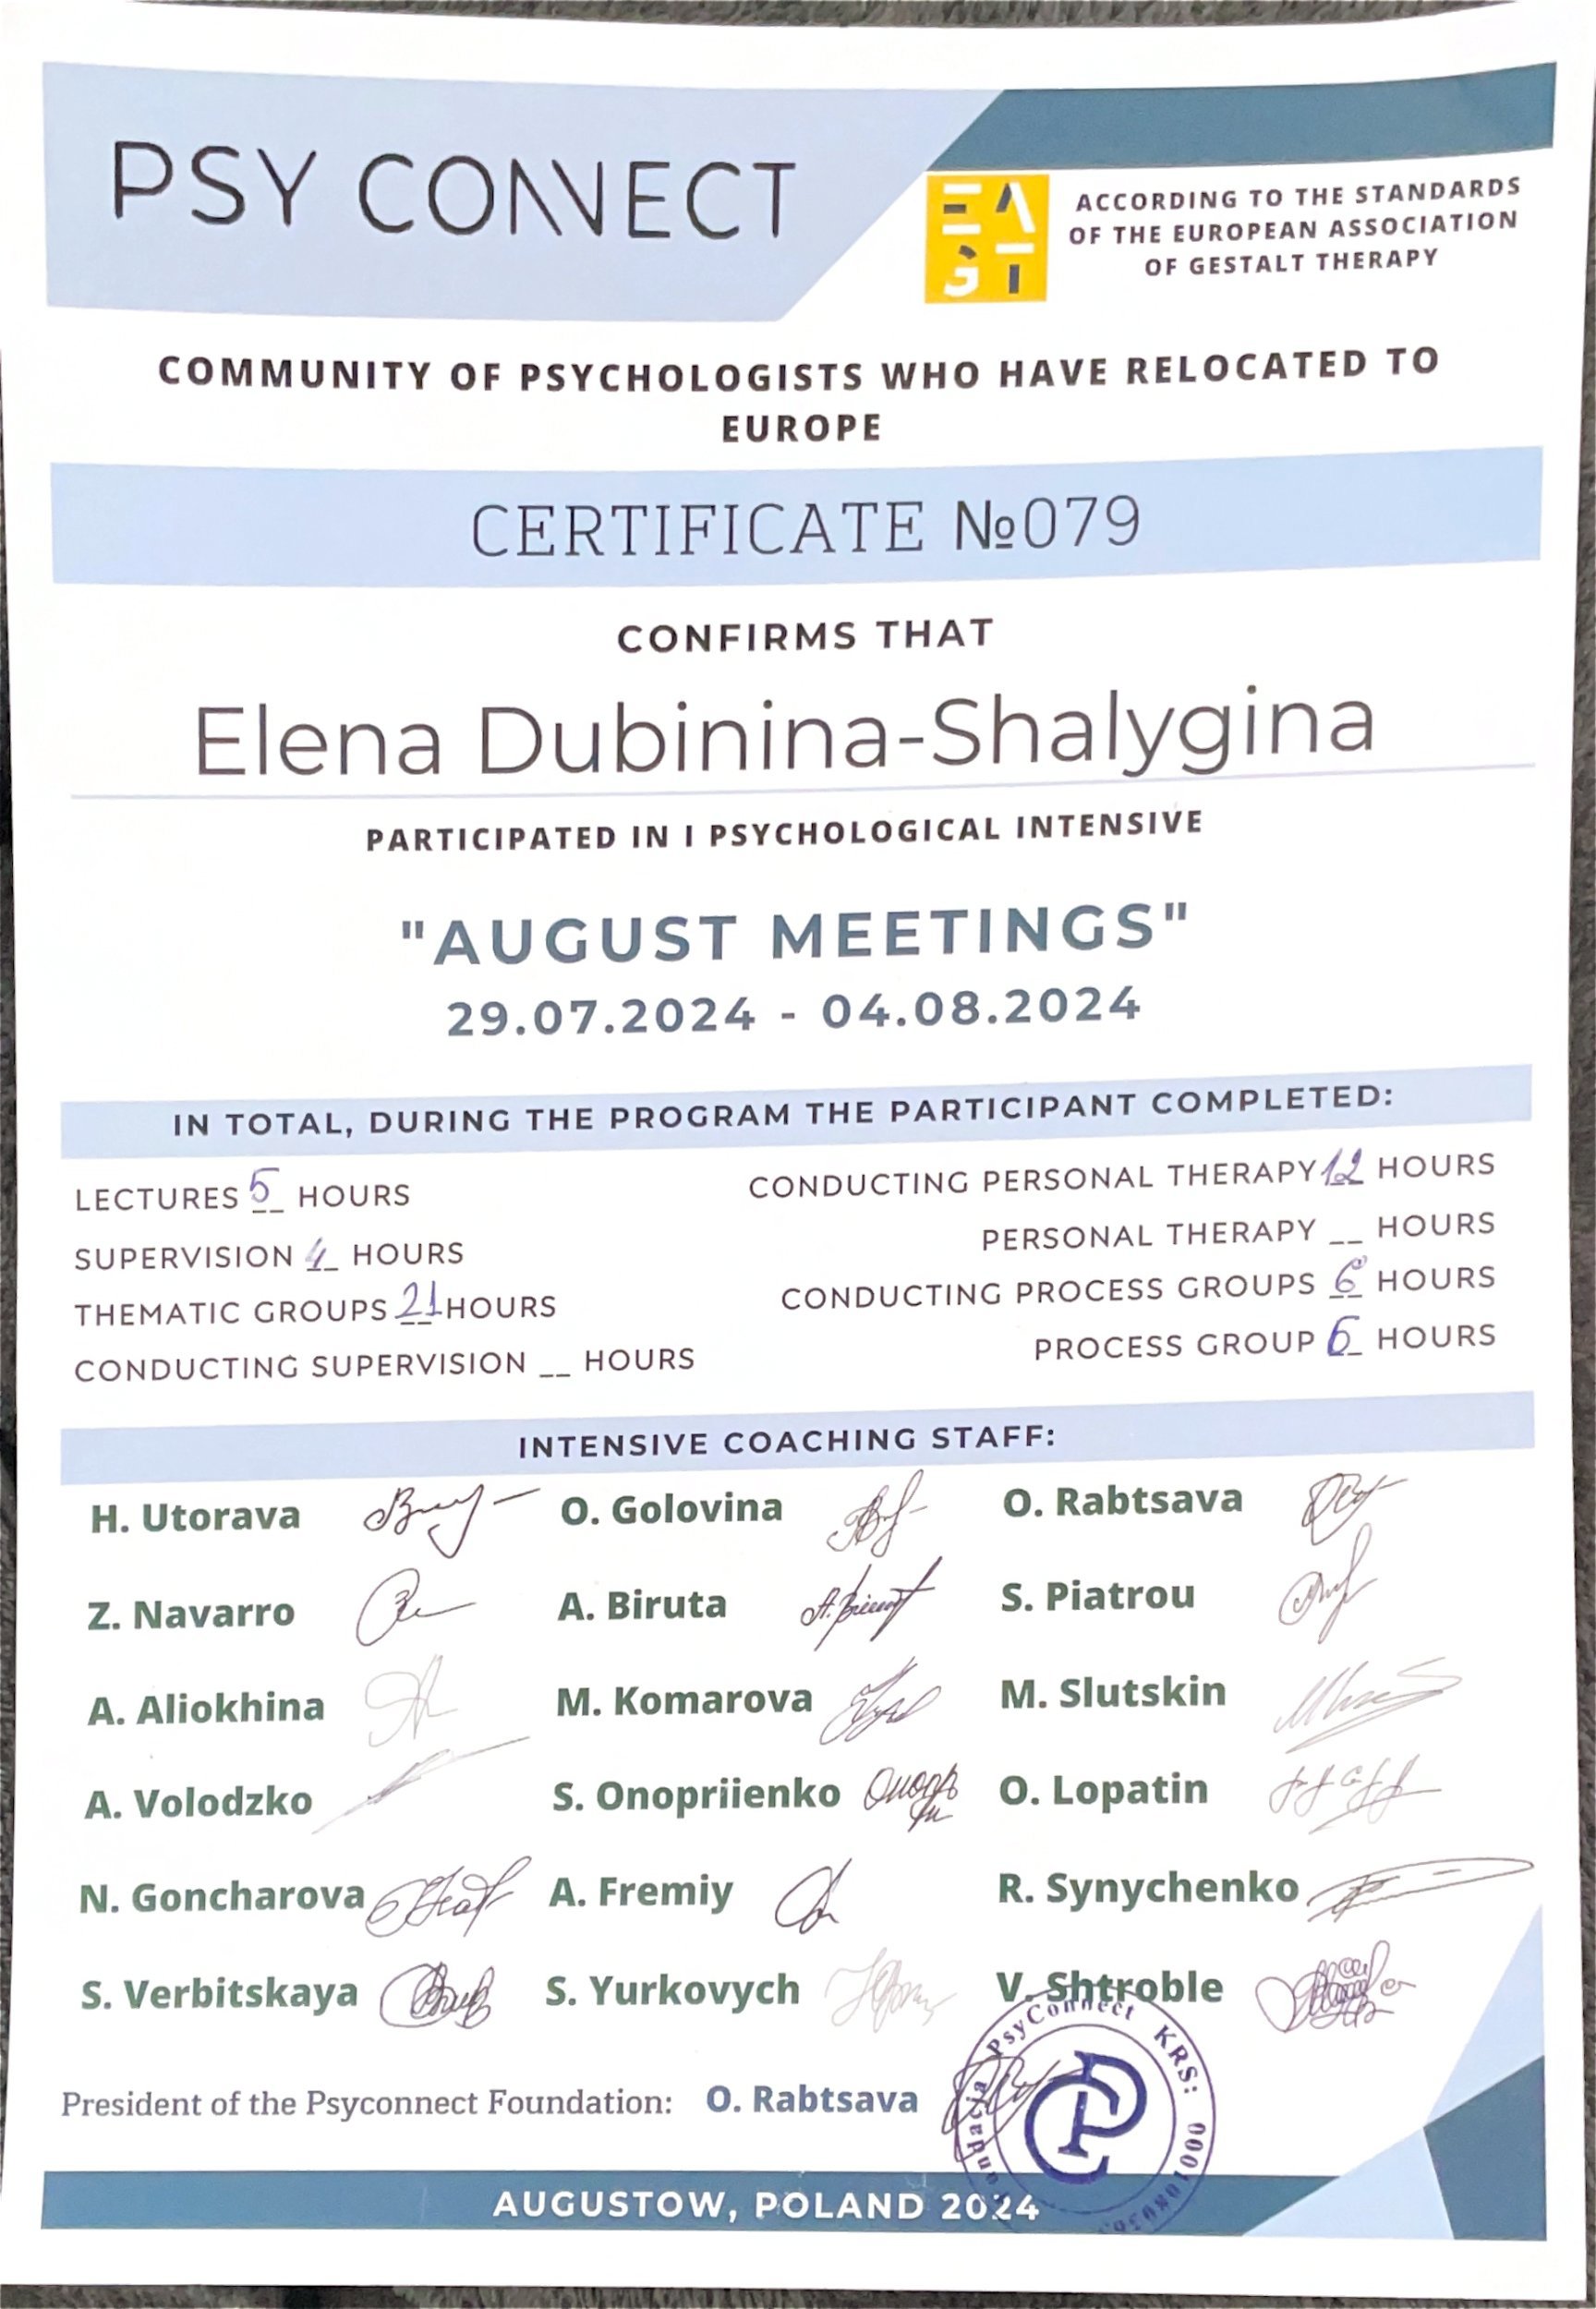 PSY CONNECT
EAGT
ACCORDING TO THE STANDARDS
OF THE EUROPEAN ASSOCIATION
OF GESTALT THERAPY
COMMUNITY OF PSYCHOLOGISTS WHO HAVE RELOCATED TO
EUROPE
CERTIFICATE №079
CONFIRMS THAT
Elena Dubinina-Shalygina
PARTICIPATED IN I PSYCHOLOGICAL INTENSIVE
"AUGUST MEETINGS"
29.07.2024 - 04.08.2024
IN TOTAL, DURING THE PROGRAM THE PARTICIPANT COMPLETED:
LECTURES 5 HOURS
CONDUCTING PERSONAL THERAPY 12 HOURS
SUPERVISION 4 HOURS
PERSONAL THERAPY __ HOURS
THEMATIC GROUPS 21 HOURS
CONDUCTING PROCESS GROUPS 6 HOURS
CONDUCTING SUPERVISION __ HOURS
PROCESS GROUP 6 HOURS
INTENSIVE COACHING STAFF:
H. Utorava O. Golovina O. Rabtsava
Z. Navarro A. Biruta S. Piatrou
A. Aliokhina M. Komarova M. Slutskin
A. Volodzko S. Onopriienko O. Lopatin
N. Goncharova A. Fremiy R. Synychenko
S. Verbitskaya S. Yurkovych V. Shtroble
President of the Psyconnect Foundation: O. Rabtsava
PsyConnect KRS:
AUGUSTOW, POLAND 2024